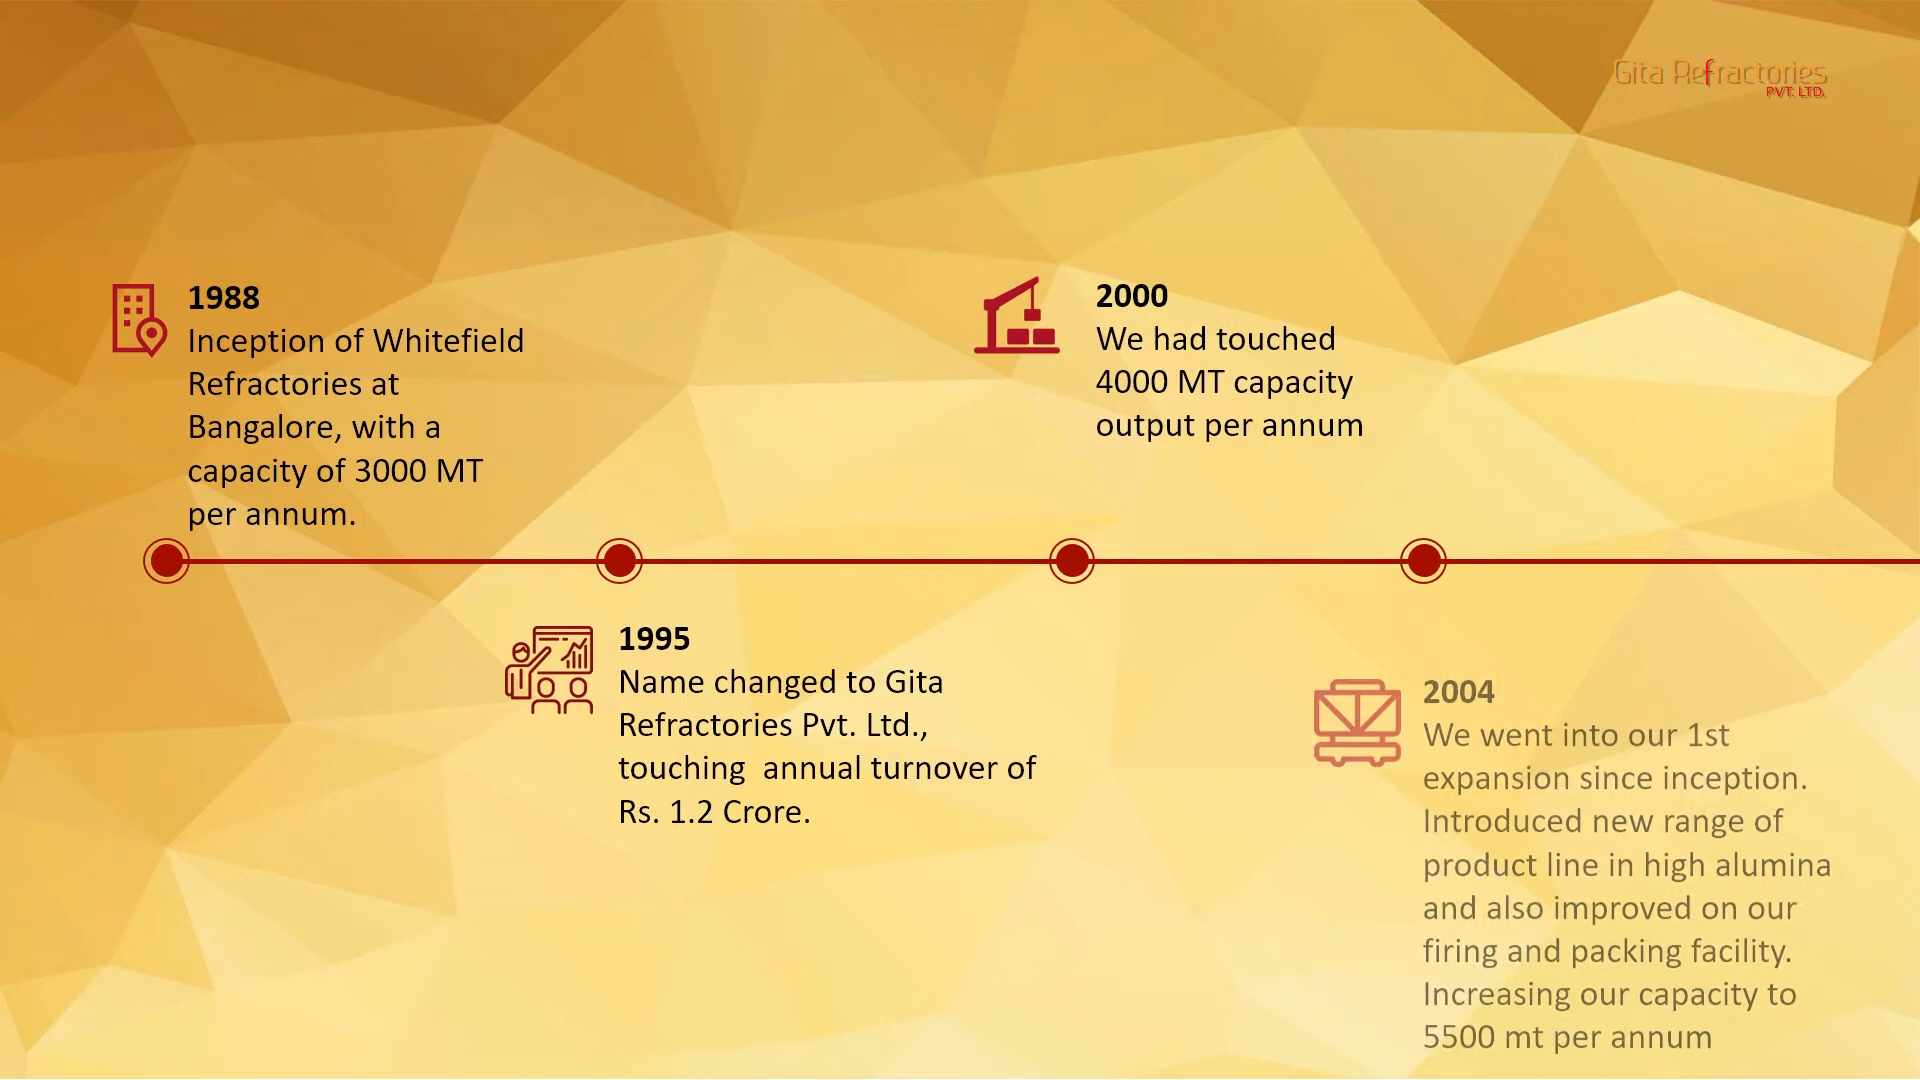 Gita Refractories
PVT. LTD.
1988
Inception of Whitefield
Refractories at
Bangalore, with a
capacity of 3000 MT
per annum.
1995
Name changed to Gita
Refractories Pvt. Ltd.,
touching  annual turnover of
Rs. 1.2 Crore.
2000
We had touched
4000 MT capacity
output per annum
2004
We went into our 1st
expansion since inception.
Introduced new range of
product line in high alumina
and also improved on our
firing and packing facility.
Increasing our capacity to
5500 mt per annum